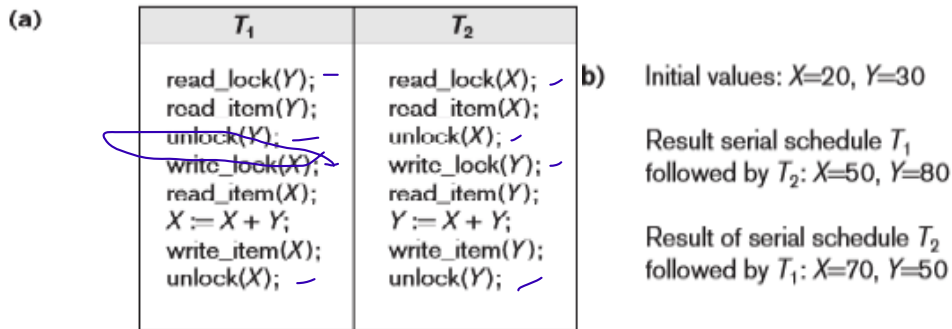 (a)
T1 T2
read_lock(Y); read_lock(X);
read_item(Y); read_item(X);
unlock(Y); unlock(X);
write_lock(X); write_lock(Y);
read_item(X); read_item(Y);
X := X + Y; Y := X + Y;
write_item(X); write_item(Y);
unlock(X); unlock(Y);
b) Initial values: X=20, Y=30
Result serial schedule T1
followed by T2: X=50, Y=80
Result of serial schedule T2
followed by T1: X=70, Y=50